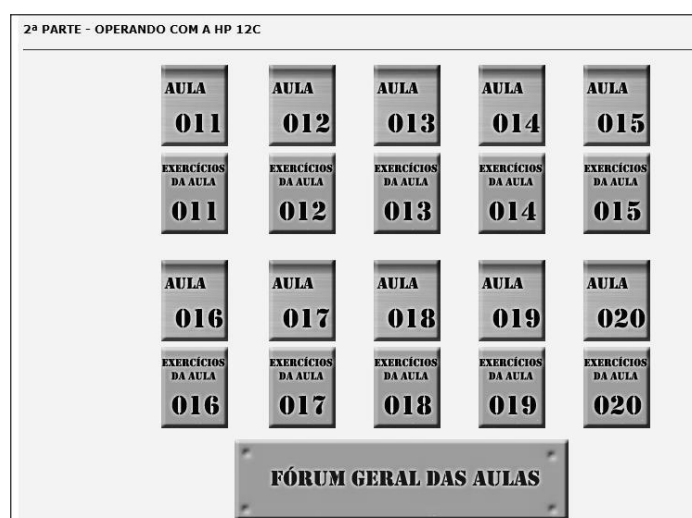 2ª PARTE - OPERANDO COM A HP 12C
AULA
011
AULA
012
AULA
013
AULA
014
AULA
015
EXERCÍCIOS
DA AULA
011
EXERCÍCIOS
DA AULA
012
EXERCÍCIOS
DA AULA
013
EXERCÍCIOS
DA AULA
014
EXERCÍCIOS
DA AULA
015
AULA
016
AULA
017
AULA
018
AULA
019
AULA
020
EXERCÍCIOS
DA AULA
016
EXERCÍCIOS
DA AULA
017
EXERCÍCIOS
DA AULA
018
EXERCÍCIOS
DA AULA
019
EXERCÍCIOS
DA AULA
020
FÓRUM GERAL DAS AULAS